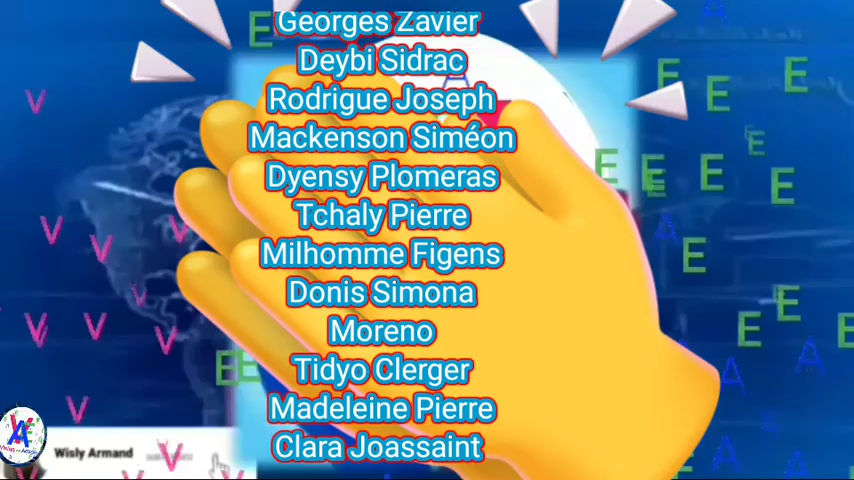 Georges Zavier
Deybi Sidrac
Rodrigue Joseph
Mackenson Siméon
Dyensy Plomeras
Tchaly Pierre
Milhomme Figens
Donis Simona
Moreno
Tidyo Clerger
Madeleine Pierre
Clara Joassaint
Wisly Armand